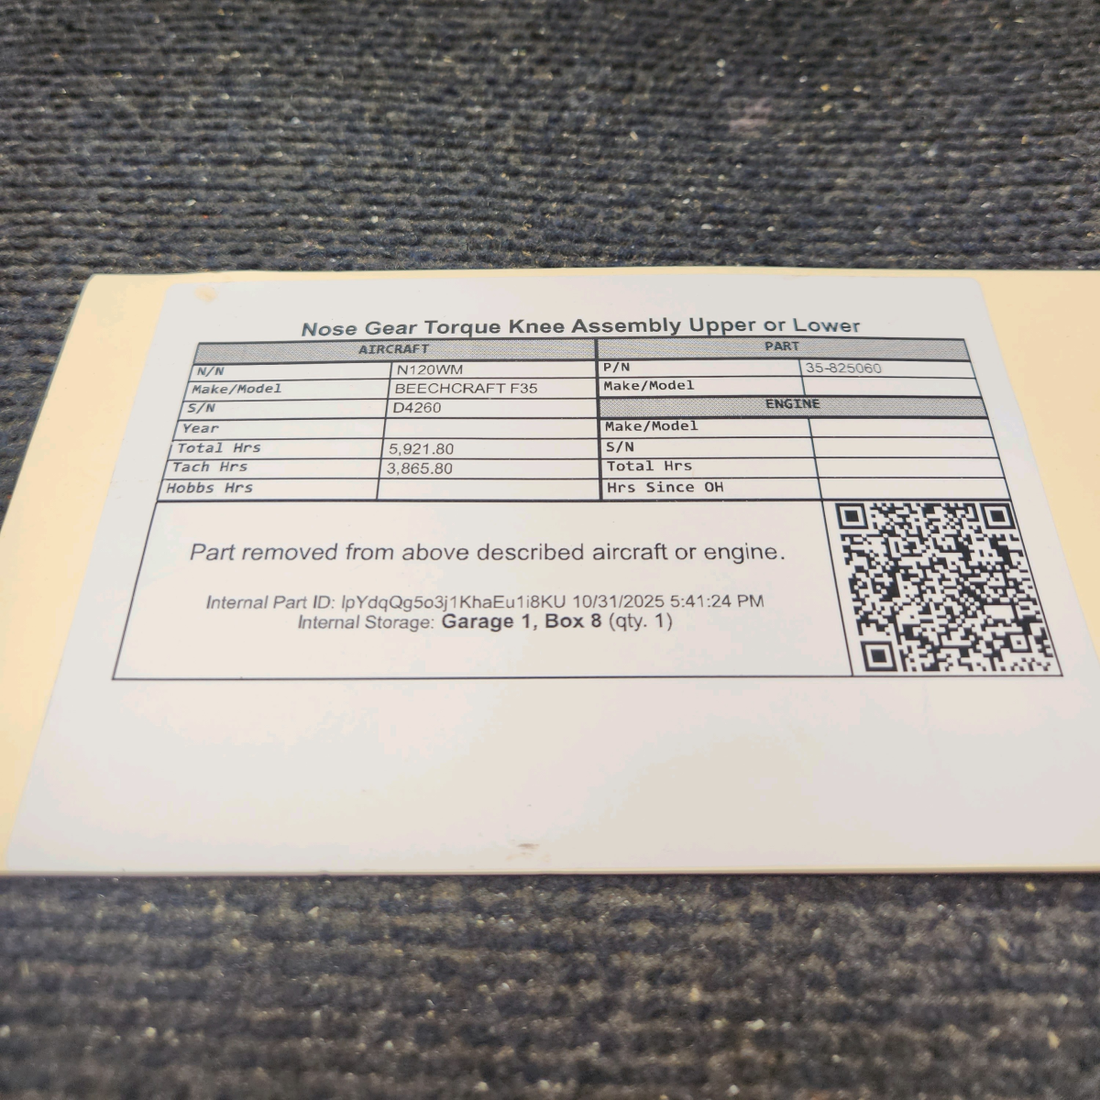 Nose Gear Torque Knee Assembly Upper or Lower
AIRCRAFT PART
N/N N120WM P/N 35-825060
Make/Model BEECHCRAFT F35 Make/Model
S/N D4260 ENGINE
Year Make/Model
Total Hrs 5,921.80 S/N
Tach Hrs 3,865.80 Total Hrs
Hobbs Hrs Hrs Since OH
Part removed from above described aircraft or engine.
Internal Part ID: lpYdqQg5o3j1KhaEu1i8KU 10/31/2025 5:41:24 PM
Internal Storage: Garage 1, Box 8 (qty. 1)